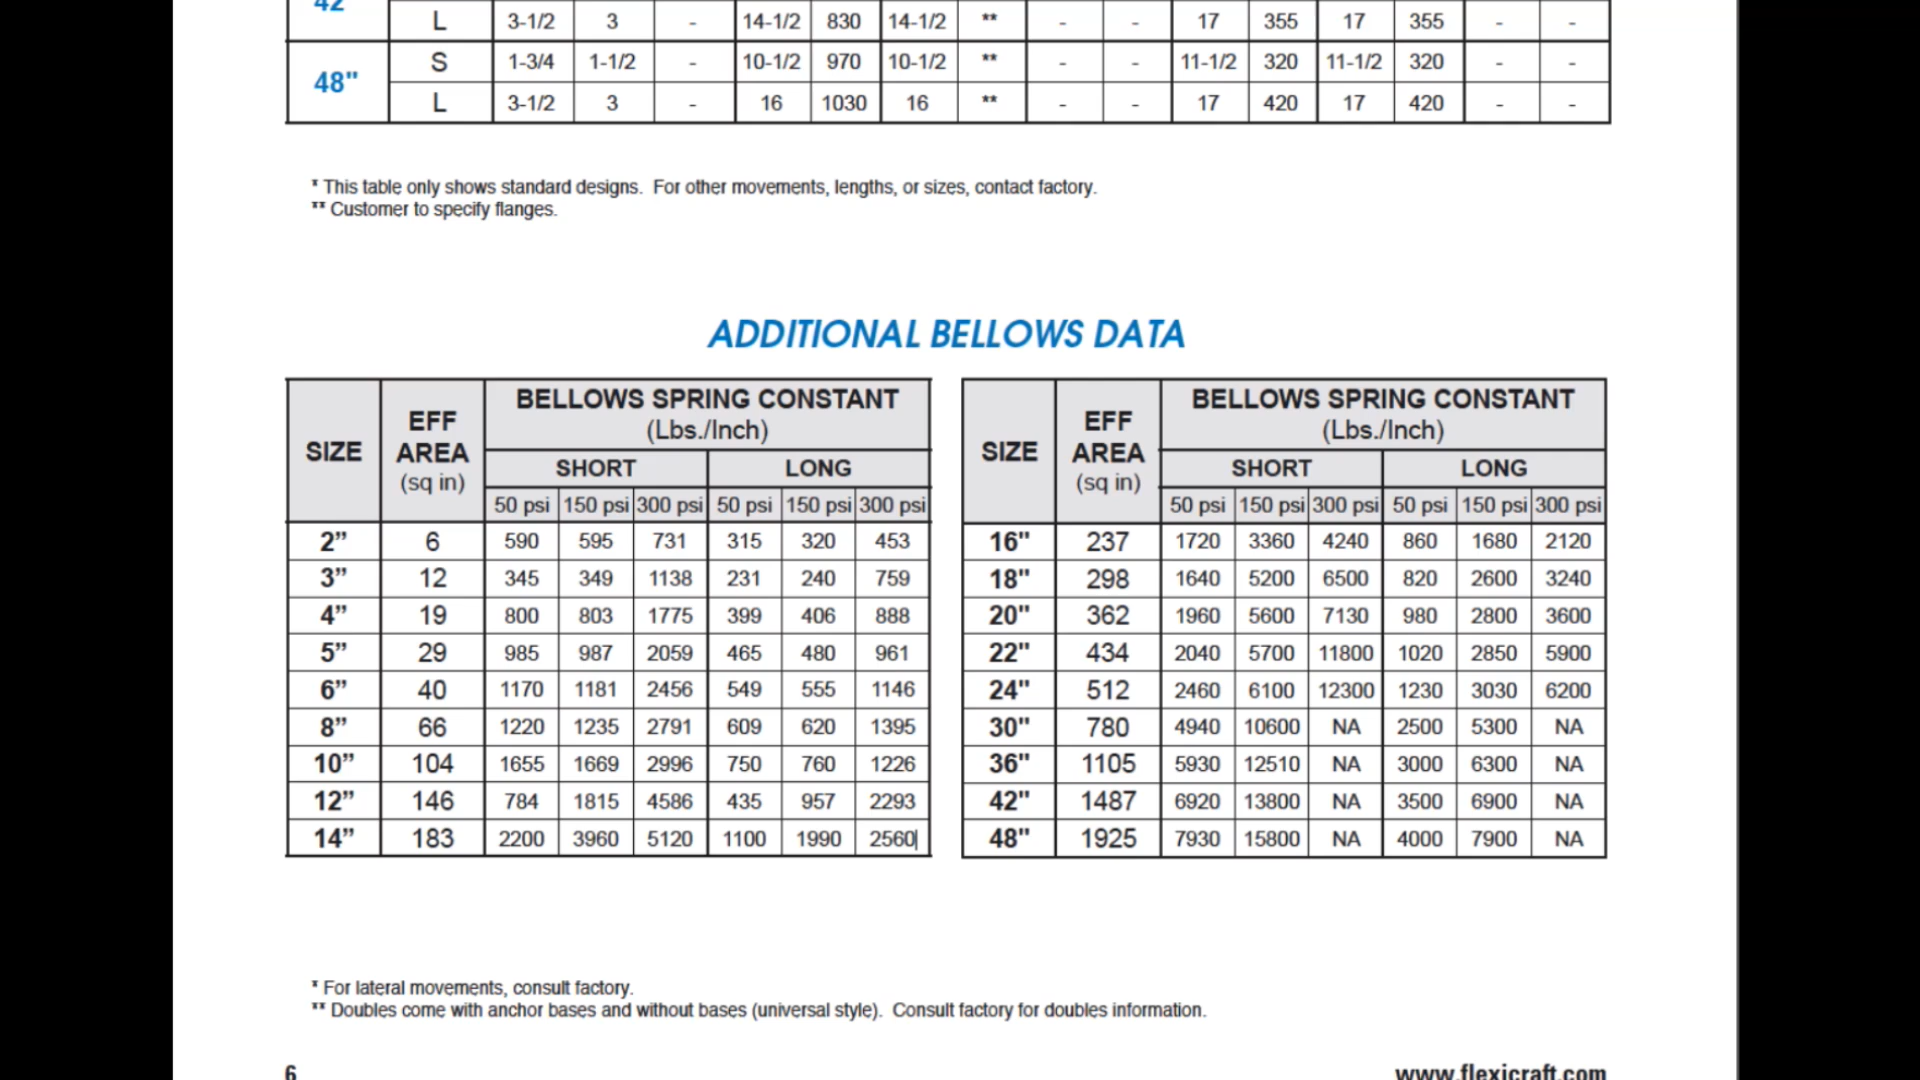 42"
L 3-1/2 3 - 14-1/2 830 14-1/2 ** - - 17 355 17 355 - -
48" S 1-3/4 1-1/2 - 10-1/2 970 10-1/2 ** - - 11-1/2 320 11-1/2 320 - -
L 3-1/2 3 - 16 1030 16 ** - - 17 420 17 420 - -
* This table only shows standard designs. For other movements, lengths, or sizes, contact factory.
** Customer to specify flanges.
ADDITIONAL BELLOWS DATA
SIZE EFF AREA (sq in) BELLOWS SPRING CONSTANT (Lbs./Inch)
SHORT LONG
50 psi 150 psi 300 psi 50 psi 150 psi 300 psi
2” 6 590 595 731 315 320 453
3” 12 345 349 1138 231 240 759
4” 19 800 803 1775 399 406 888
5” 29 985 987 2059 465 480 961
6” 40 1170 1181 2456 549 555 1146
8” 66 1220 1235 2791 609 620 1395
10” 104 1655 1669 2996 750 760 1226
12” 146 784 1815 4586 435 957 2293
14” 183 2200 3960 5120 1100 1990 2560
SIZE EFF AREA (sq in) BELLOWS SPRING CONSTANT (Lbs./Inch)
SHORT LONG
50 psi 150 psi 300 psi 50 psi 150 psi 300 psi
16" 237 1720 3360 4240 860 1680 2120
18" 298 1640 5200 6500 820 2600 3240
20" 362 1960 5600 7130 980 2800 3600
22" 434 2040 5700 11800 1020 2850 5900
24" 512 2460 6100 12300 1230 3030 6200
30" 780 4940 10600 NA 2500 5300 NA
36" 1105 5930 12510 NA 3000 6300 NA
42" 1487 6920 13800 NA 3500 6900 NA
48" 1925 7930 15800 NA 4000 7900 NA
* For lateral movements, consult factory.
** Doubles come with anchor bases and without bases (universal style). Consult factory for doubles information.
6 www.flexicraft.com